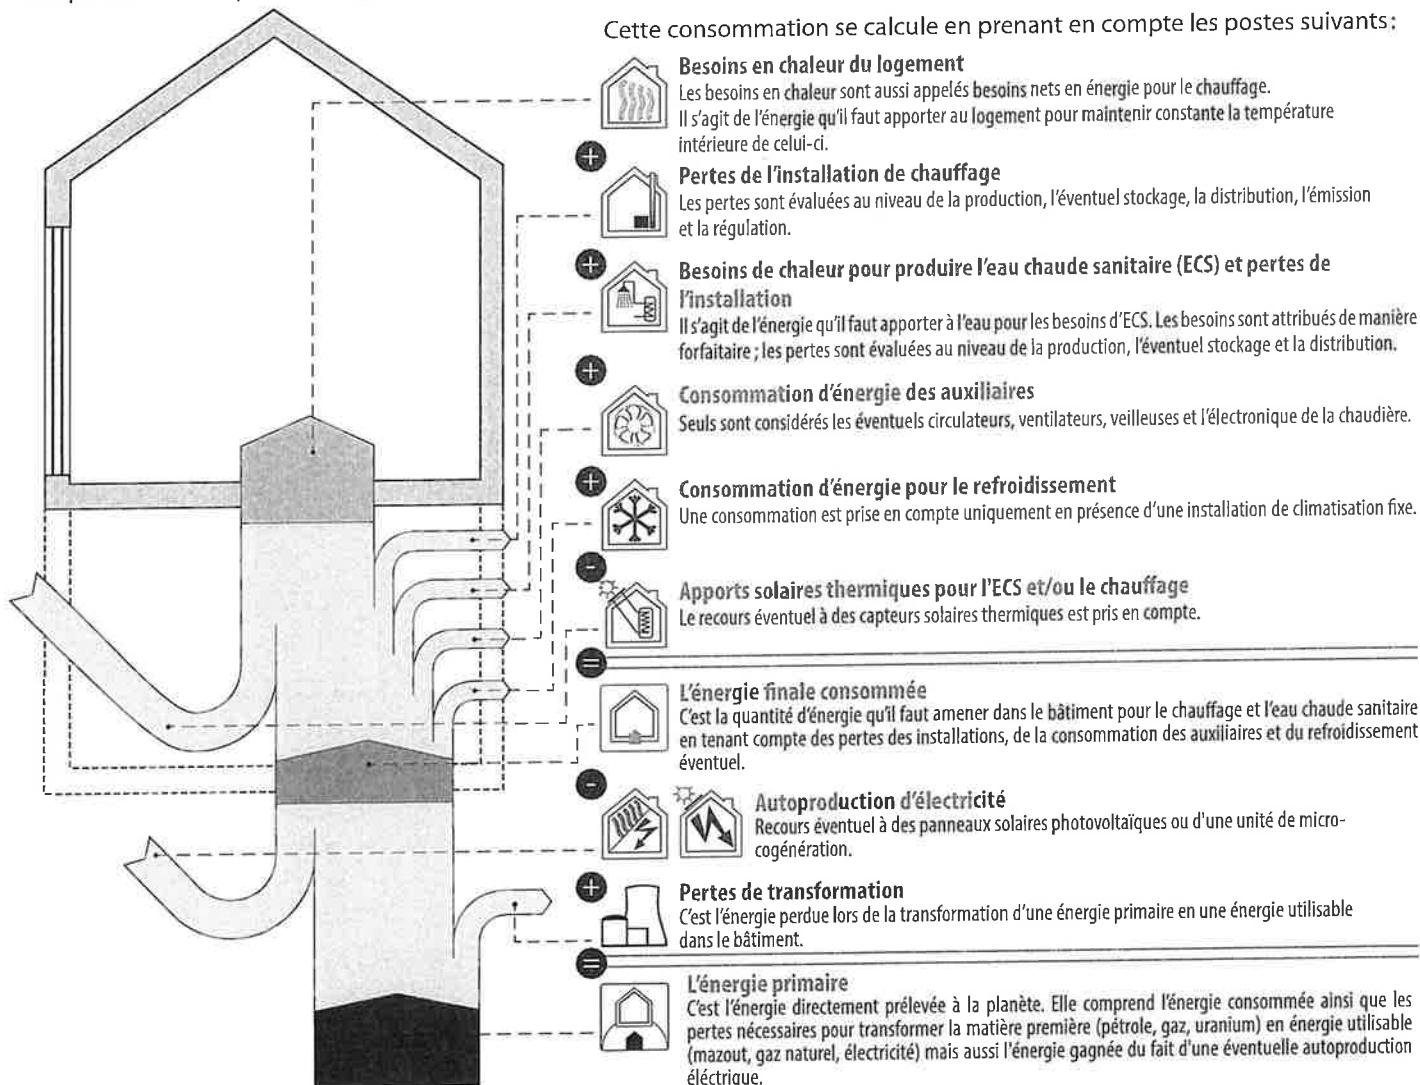 Cette consommation se calcule en prenant en compte les postes suivants:
Besoins en chaleur du logement
Les besoins en chaleur sont aussi appelés besoins nets en énergie pour le chauffage.
Il s'agit de l'énergie qu'il faut apporter au logement pour maintenir constante la température
intérieure de celui-ci.
+
Pertes de l'installation de chauffage
Les pertes sont évaluées au niveau de la production, l'éventuel stockage, la distribution, l'émission
et la régulation.
+
Besoins de chaleur pour produire l'eau chaude sanitaire (ECS) et pertes de
l'installation
Il s'agit de l'énergie qu'il faut apporter à l'eau pour les besoins d'ECS. Les besoins sont attribués de manière
forfaitaire ; les pertes sont évaluées au niveau de la production, l'éventuel stockage et la distribution.
+
Consommation d'énergie des auxiliaires
Seuls sont considérés les éventuels circulateurs, ventilateurs, veilleuses et l'électronique de la chaudière.
+
Consommation d'énergie pour le refroidissement
Une consommation est prise en compte uniquement en présence d'une installation de climatisation fixe.
-
Apports solaires thermiques pour l'ECS et/ou le chauffage
Le recours éventuel à des capteurs solaires thermiques est pris en compte.
=
L'énergie finale consommée
C'est la quantité d'énergie qu'il faut amener dans le bâtiment pour le chauffage et l'eau chaude sanitaire
en tenant compte des pertes des installations, de la consommation des auxiliaires et du refroidissement
éventuel.
-
Autoproduction d'électricité
Recours éventuel à des panneaux solaires photovoltaïques ou d'une unité de micro-
cogénération.
+
Pertes de transformation
C'est l'énergie perdue lors de la transformation d'une énergie primaire en une énergie utilisable
dans le bâtiment.
=
L'énergie primaire
C'est l'énergie directement prélevée à la planète. Elle comprend l'énergie consommée ainsi que les
pertes nécessaires pour transformer la matière première (pétrole, gaz, uranium) en énergie utilisable
(mazout, gaz naturel, électricité) mais aussi l'énergie gagnée du fait d'une éventuelle autoproduction
éléctrique.